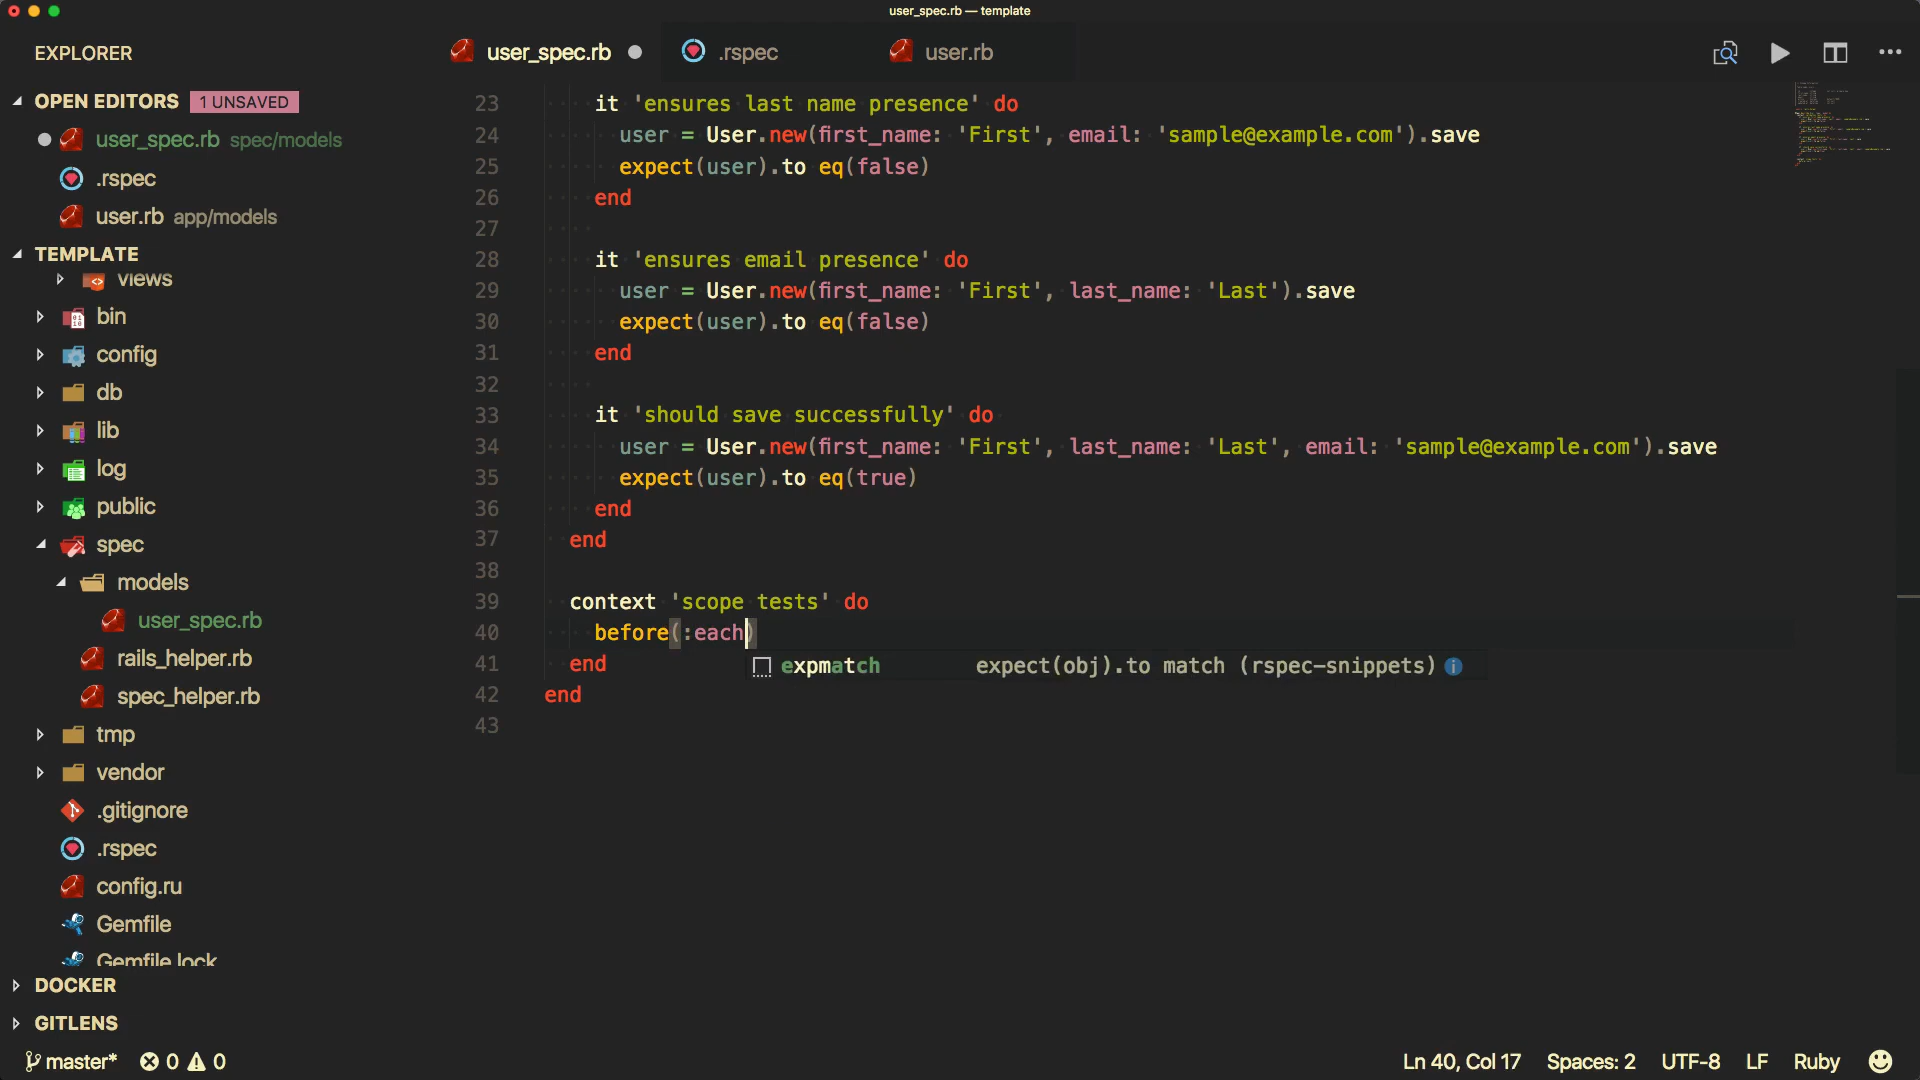 user_spec.rb — template
EXPLORER
user_spec.rb
.rspec
user.rb
OPEN EDITORS 1 UNSAVED
user_spec.rb spec/models
.rspec
user.rb app/models
TEMPLATE
views
bin
config
db
lib
log
public
spec
models
user_spec.rb
rails_helper.rb
spec_helper.rb
tmp
vendor
.gitignore
.rspec
config.ru
Gemfile
Gemfile.lock
DOCKER
GITLENS
23 it 'ensures last name presence' do
24 user = User.new(first_name: 'First', email: 'sample@example.com').save
25 expect(user).to eq(false)
26 end
27
28 it 'ensures email presence' do
29 user = User.new(first_name: 'First', last_name: 'Last').save
30 expect(user).to eq(false)
31 end
32
33 it 'should save successfully' do
34 user = User.new(first_name: 'First', last_name: 'Last', email: 'sample@example.com').save
35 expect(user).to eq(true)
36 end
37 end
38
39 context 'scope tests' do
40 before(:each)
41 end
expmatch expect(obj).to match (rspec-snippets)
42 end
43
master* 0 0
Ln 40, Col 17 Spaces: 2 UTF-8 LF Ruby